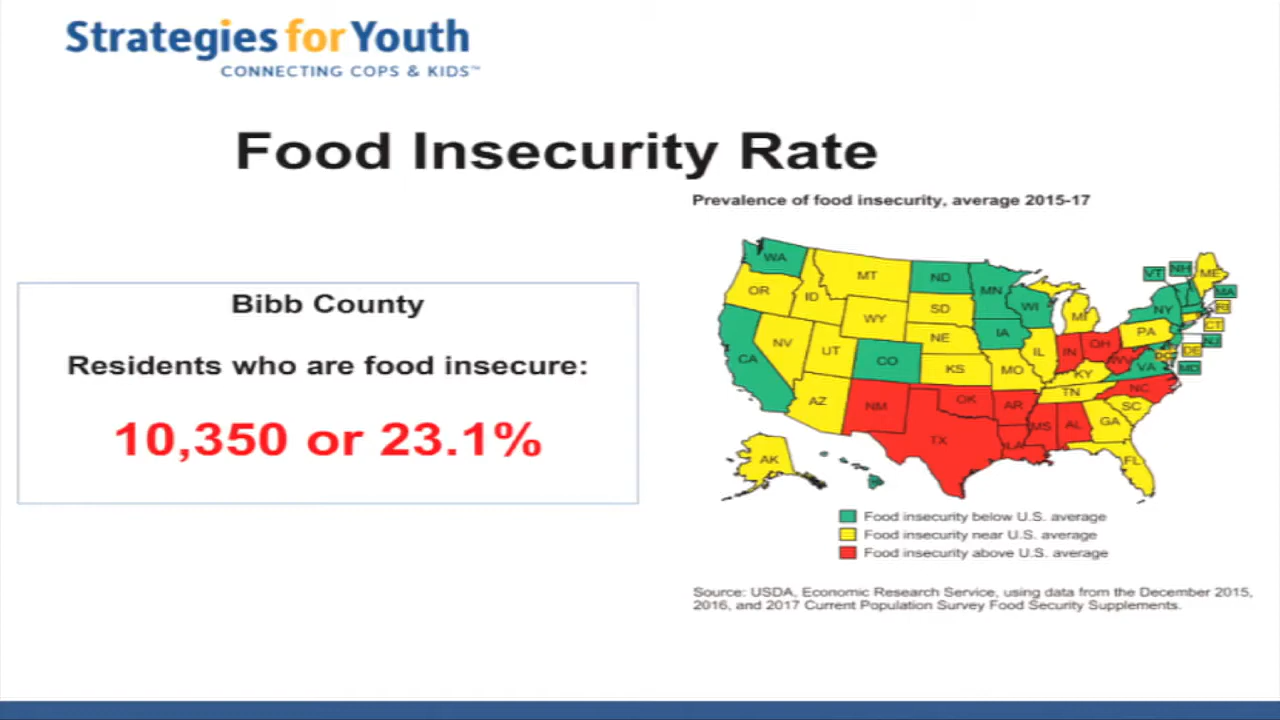 Strategies for Youth
CONNECTING COPS & KIDS™
Food Insecurity Rate
Prevalence of food insecurity, average 2015-17
Bibb County
Residents who are food insecure:
10,350 or 23.1%
WA
MT
ND
MN
VT
NH
ME
OR
ID
SD
WI
NY
MA
RI
WY
MI
CT
NE
IA
PA
NJ
NV
UT
CO
IL
IN
OH
DE
CA
KS
MO
WV
VA
MD
KY
NC
AZ
NM
OK
AR
TN
SC
MS
AL
GA
TX
LA
AK
FL
Food insecurity below U.S. average
Food insecurity near U.S. average
Food insecurity above U.S. average
Source: USDA, Economic Research Service, using data from the December 2015,
2016, and 2017 Current Population Survey Food Security Supplements.